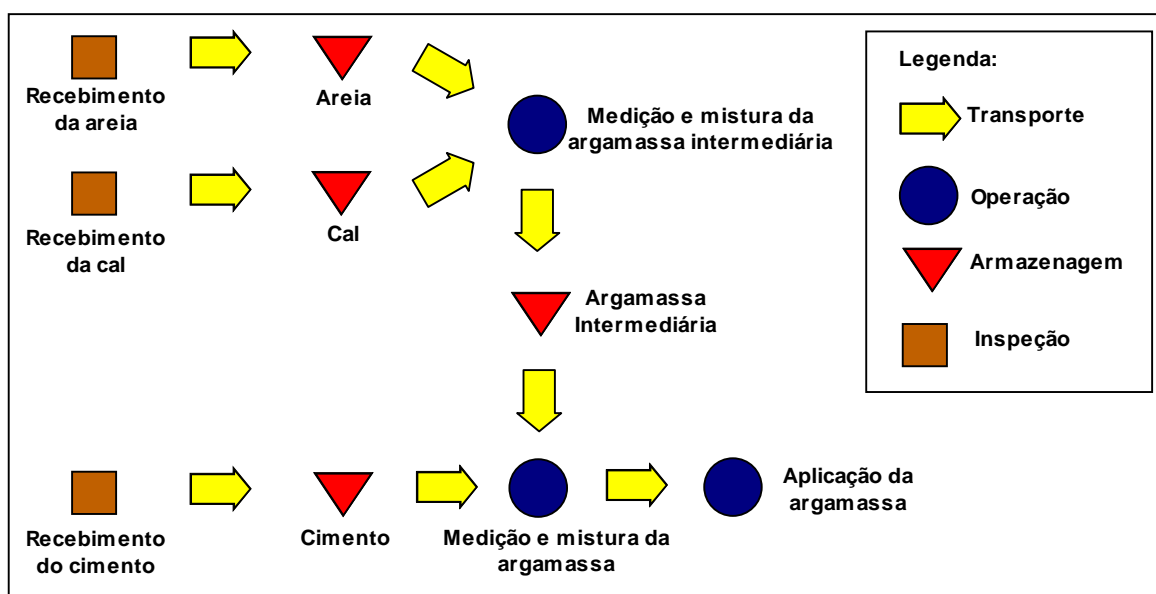 Recebimento
da areia
Areia
Medição e mistura da
argamassa intermediária
Recebimento
da cal
Cal
Argamassa
Intermediária
Recebimento
do cimento
Cimento
Medição e mistura da
argamassa
Aplicação da
argamassa
Legenda:
Transporte
Operação
Armazenagem
Inspeção